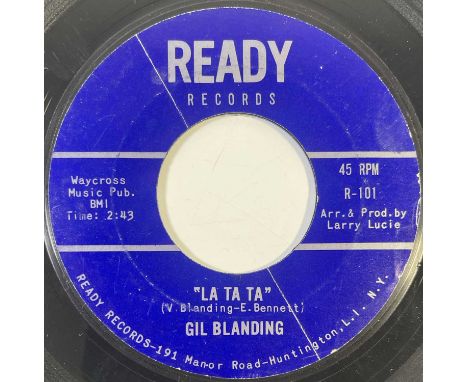 READY
RECORDS
Waycross
Music Pub.
BMI
Time: 2:43
45 RPM
R-101
Arr.& Prod.by
Larry Lucie
"LA TA TA"
(V.Blanding-E.Bennett)
GIL BLANDING
READY RECORDS-191 Manor Road-Huntington,L.I. N.Y.